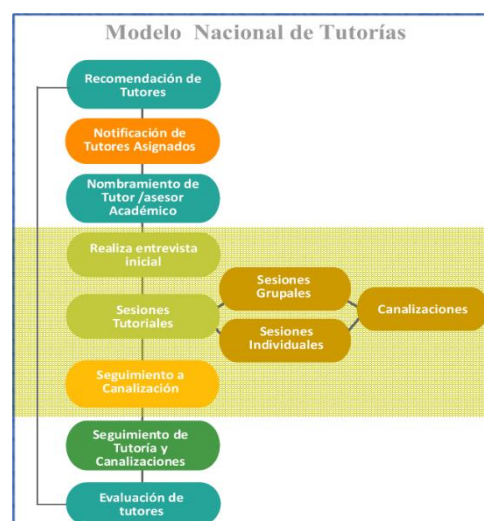 Modelo Nacional de Tutorías
Recomendación de
Tutores
Notificación de
Tutores Asignados
Nombramiento de
Tutor /asesor
Académico
Realiza entrevista
inicial
Sesiones
Grupales
Sesiones
Tutoriales
Canalizaciones
Sesiones
Individuales
Seguimiento a
Canalización
Seguimiento de
Tutoría y
Canalizaciones
Evaluación de
tutores